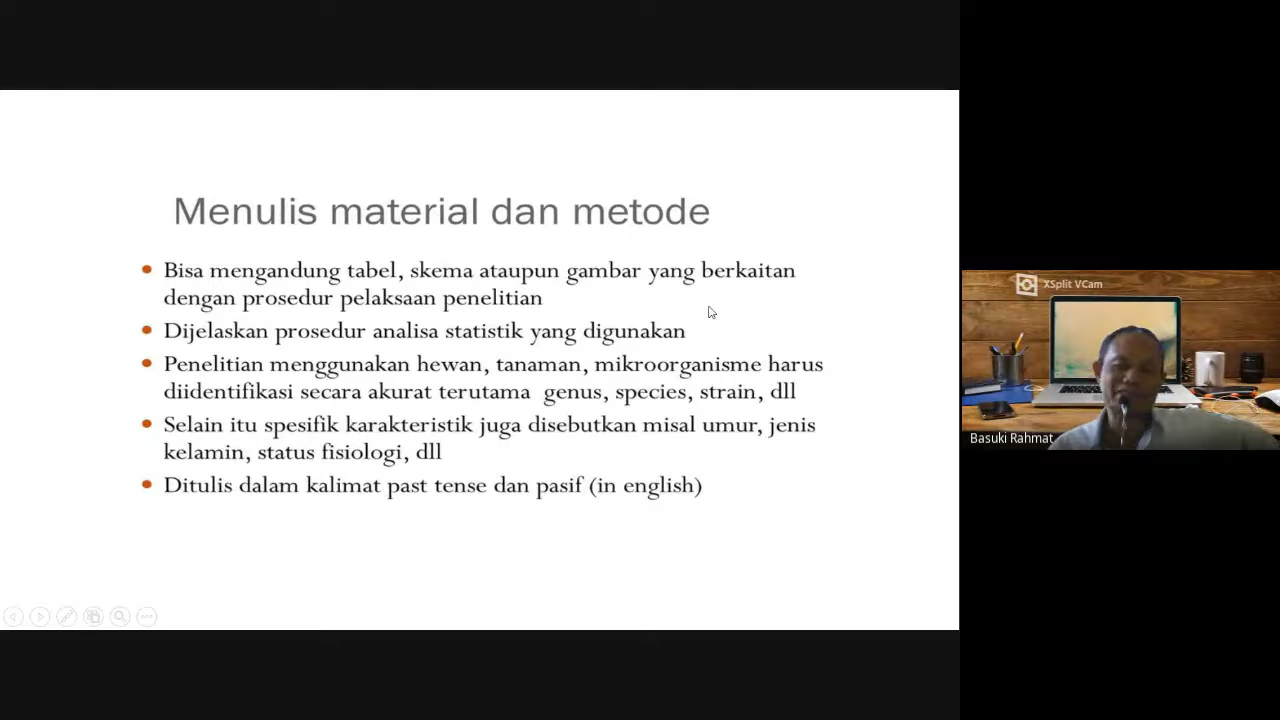 Menulis material dan metode
Bisa mengandung tabel, skema ataupun gambar yang berkaitan
dengan prosedur pelaksaan penelitian
Dijelaskan prosedur analisa statistik yang digunakan
Penelitian menggunakan hewan, tanaman, mikroorganisme harus
diidentifikasi secara akurat terutama genus, species, strain, dll
Selain itu spesifik karakteristik juga disebutkan misal umur, jenis
kelamin, status fisiologi, dll
Ditulis dalam kalimat past tense dan pasif (in english)
XSplit VCam
Basuki Rahmat